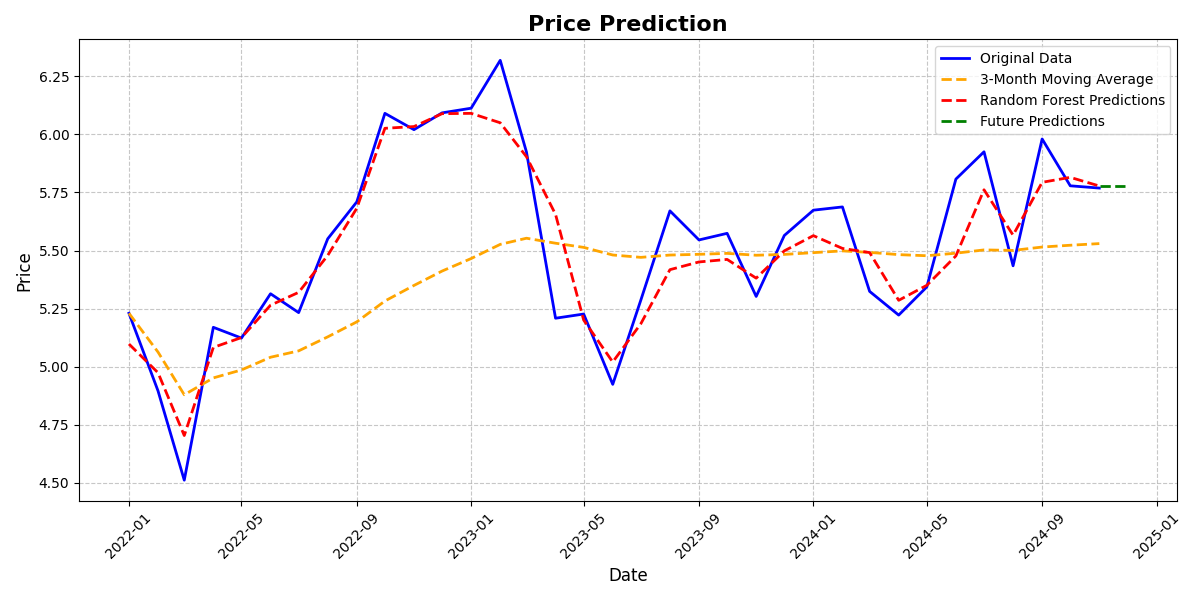 Price Prediction
Original Data
3-Month Moving Average
Random Forest Predictions
Future Predictions
Price
6.25
6.00
5.75
5.50
5.25
5.00
4.75
4.50
2022-01
2022-05
2022-09
2023-01
2023-05
2023-09
2024-01
2024-05
2024-09
2025-01
Date